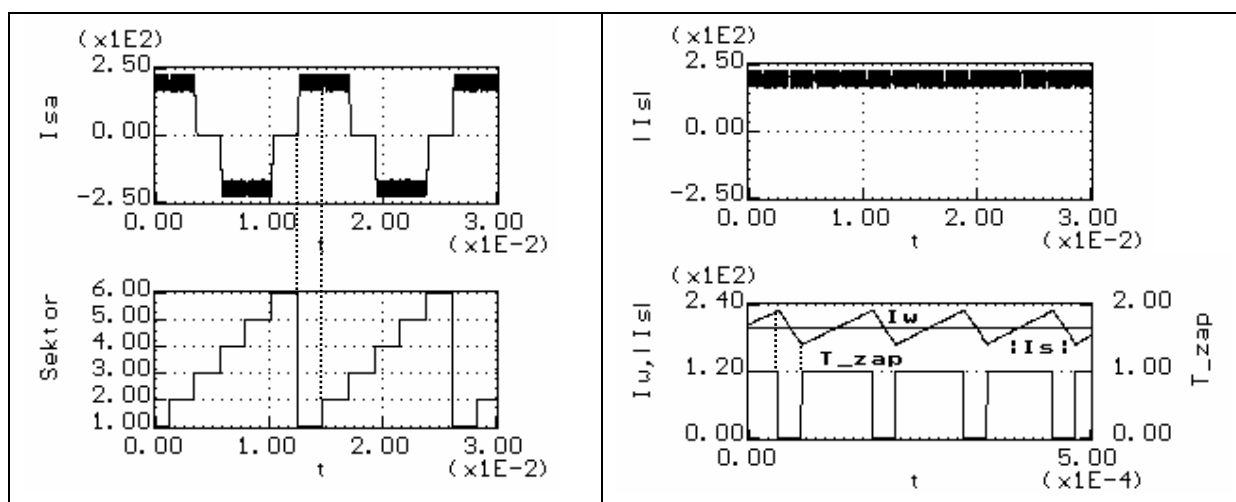 (x1E2)
2.50
Isa
0.00
-2.50
0.00 1.00 2.00 3.00
t (x1E-2)
6.00
5.00
Sektor
4.00
3.00
2.00
1.00
0.00 1.00 2.00 3.00
t (x1E-2)
(x1E2)
2.50
|Is|
0.00
-2.50
0.00 1.00 2.00 3.00
t (x1E-2)
(x1E2)
2.40 2.00
Iw
|Is|
Iw,|Is|
T_zap
1.20 1.00
T_zap
0.00 0.00
0.00 5.00
t (x1E-4)